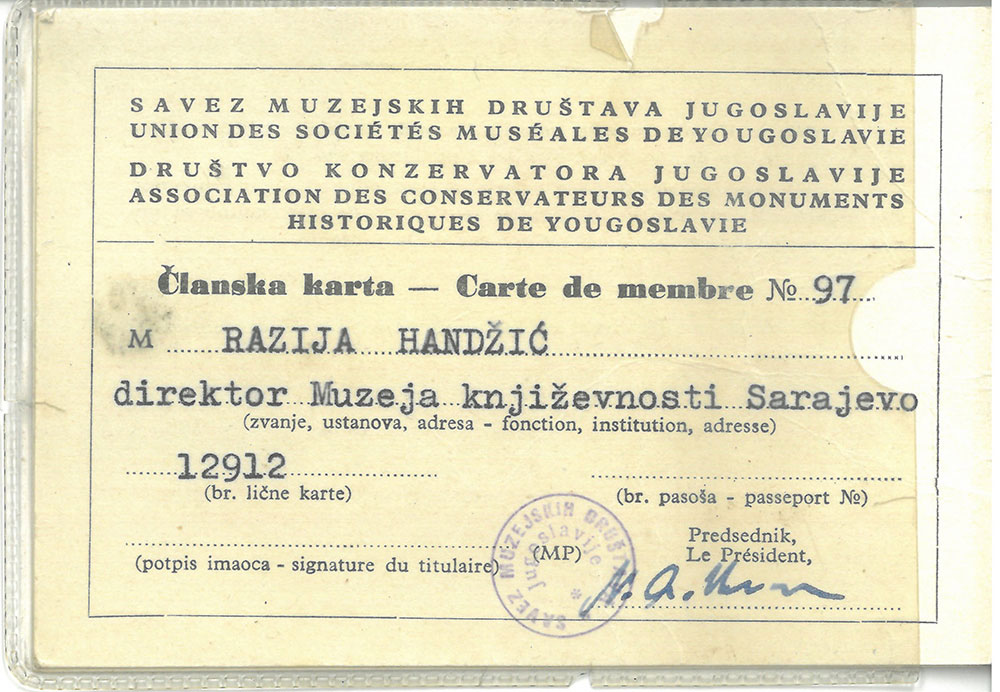 SAVEZ MUZEJSKIH DRUŠTAVA JUGOSLAVIJE
UNION DES SOCIÉTÉS MUSÉALES DE YOUGOSLAVIE
DRUŠTVO KONZERVATORA JUGOSLAVIJE
ASSOCIATION DES CONSERVATEURS DES MONUMENTS
HISTORIQUES DE YOUGOSLAVIE
Članska karta — Carte de membre № 97
M RAZIJA HANDŽIĆ
direktor Muzeja književnosti Sarajevo
(zvanje, ustanova, adresa - fonction, institution, adresse)
12912
(br. lične karte)
(br. pasoša - passeport №)
Predsednik,
Le Président,
(potpis imaoca - signature du titulaire)
(MP)
SAVEZ MUZEJSKIH
Jugoslavije